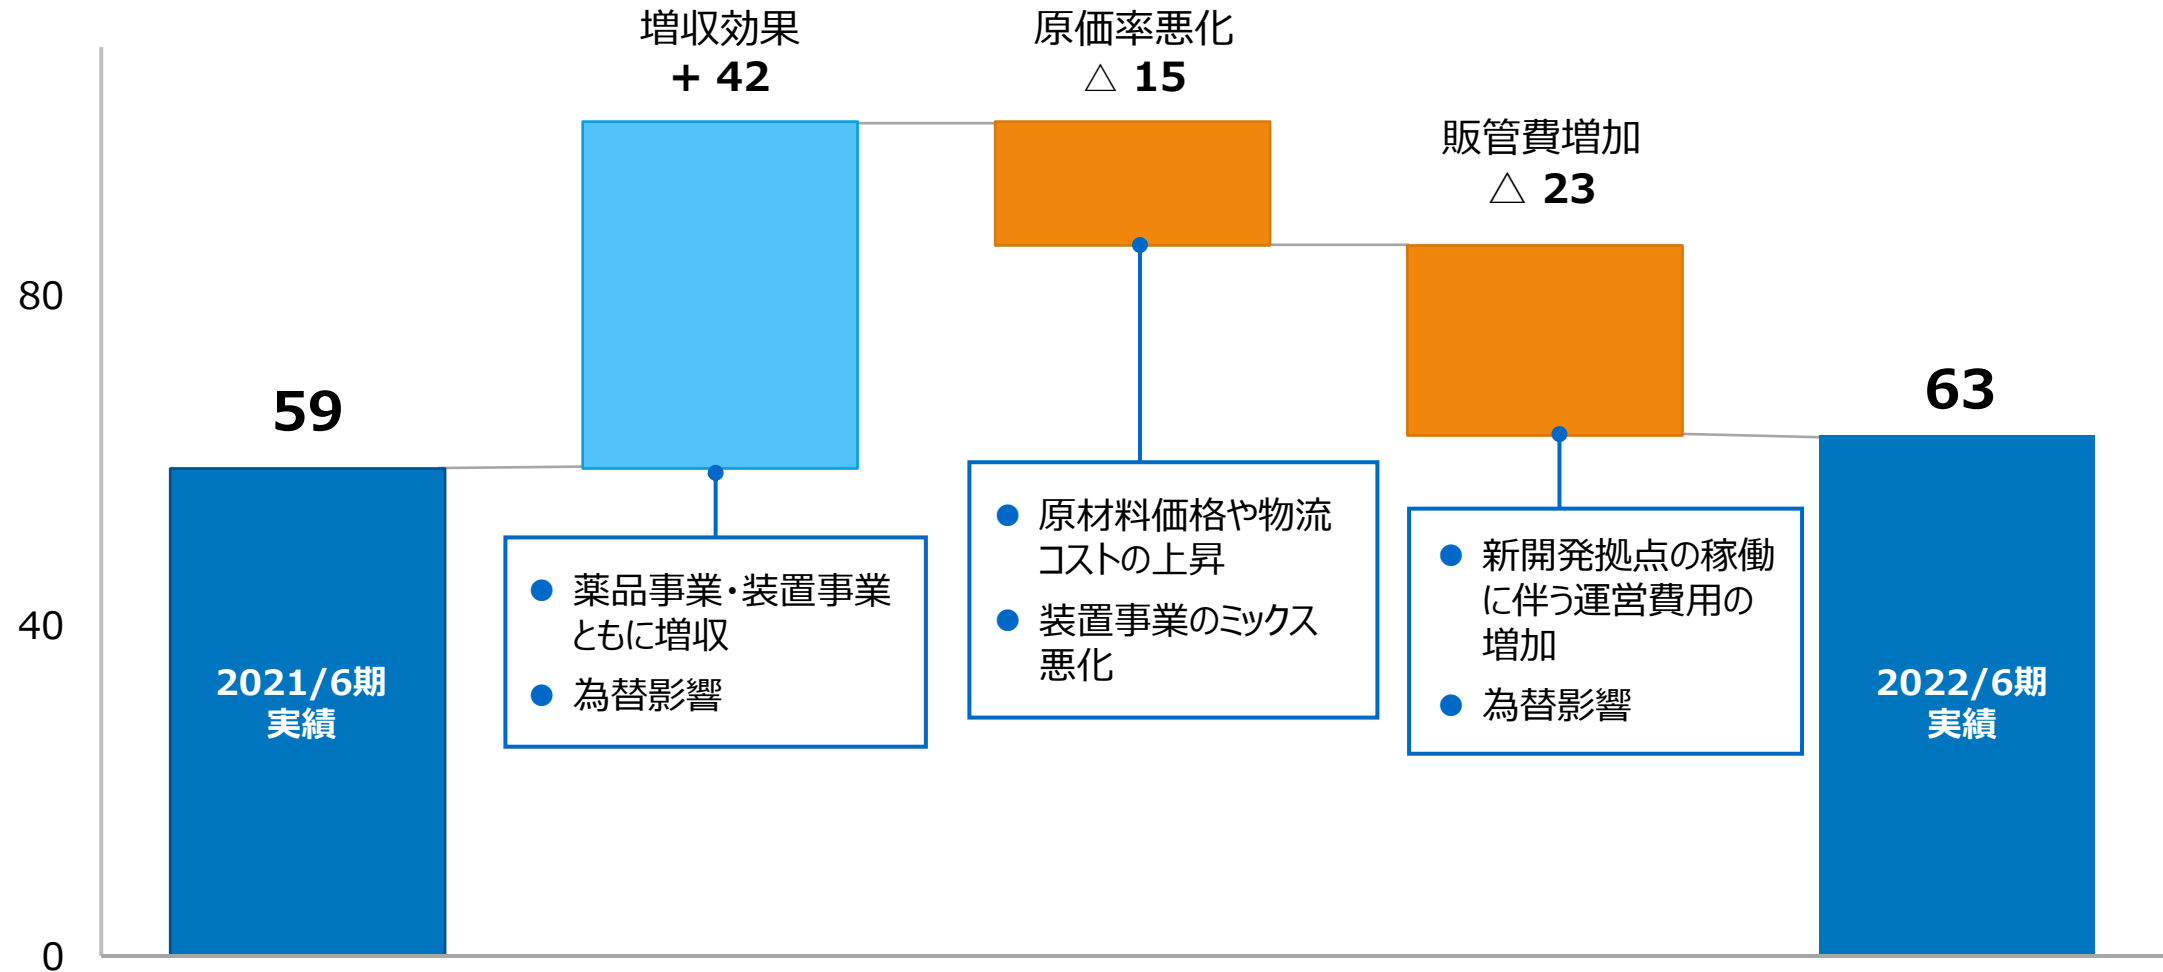 増収効果
+ 42
原価率悪化
△ 15
販管費増加
△ 23
80
40
0
59
63
2021/6期
実績
● 薬品事業・装置事業
ともに増収
● 為替影響
● 原材料価格や物流
コストの上昇
● 装置事業のミックス
悪化
● 新開発拠点の稼働
に伴う運営費用の
増加
● 為替影響
2022/6期
実績